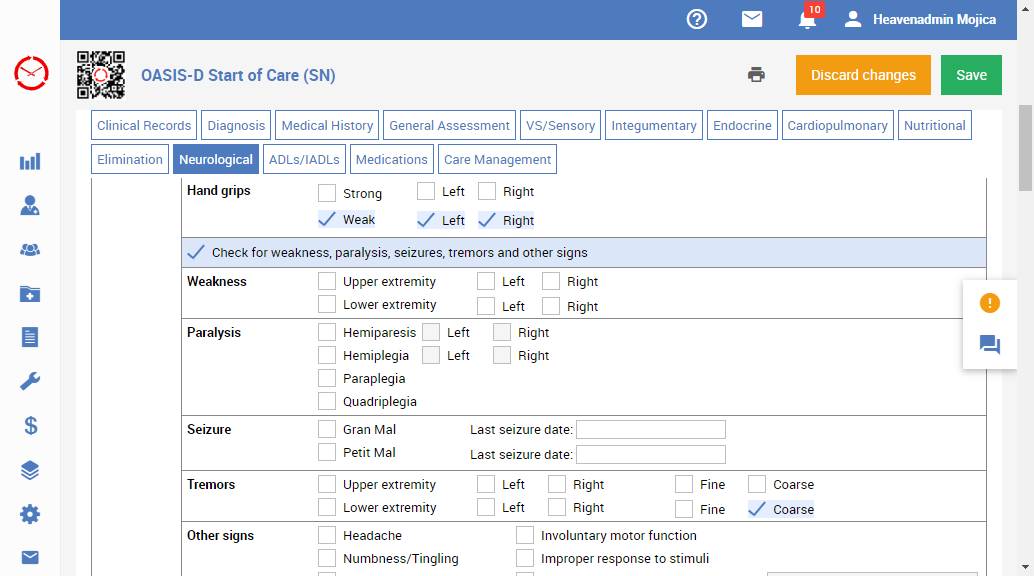 10
Heavenadmin Mojica
OASIS-D Start of Care (SN)
Discard changes
Save
Clinical Records
Diagnosis
Medical History
General Assessment
VS/Sensory
Integumentary
Endocrine
Cardiopulmonary
Nutritional
Elimination
Neurological
ADLs/IADLs
Medications
Care Management
Hand grips
Strong Left Right
Weak Left Right
Check for weakness, paralysis, seizures, tremors and other signs
Weakness
Upper extremity Left Right
Lower extremity Left Right
Paralysis
Hemiparesis Left Right
Hemiplegia Left Right
Paraplegia
Quadriplegia
Seizure
Gran Mal Last seizure date:
Petit Mal Last seizure date:
Tremors
Upper extremity Left Right Fine Coarse
Lower extremity Left Right Fine Coarse
Other signs
Headache Involuntary motor function
Numbness/Tingling Improper response to stimuli